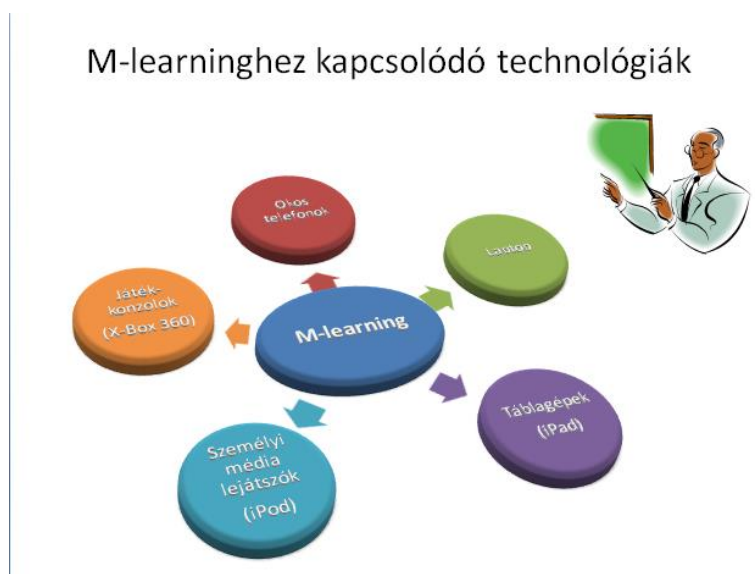 M-learninghez kapcsolódó technológiák
Okos
telefonok
Laptop
Játék-
konzolok
(X-Box 360)
M-learning
Táblagépek
(iPad)
Személyi
média
lejátszók
(iPod)